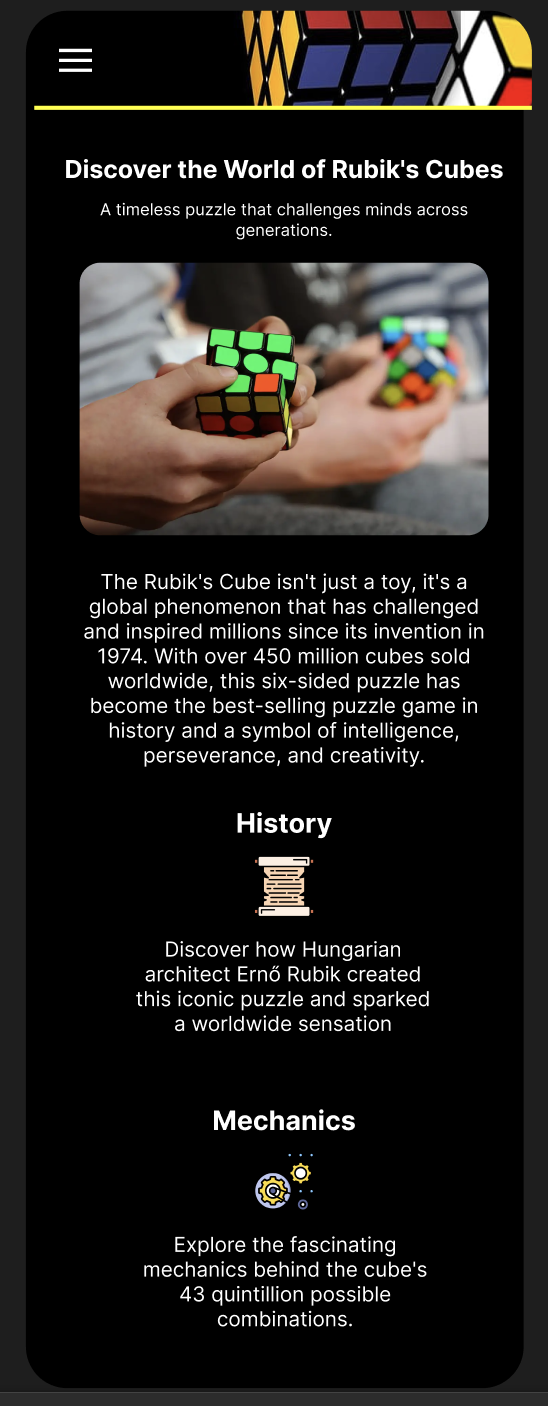 Discover the World of Rubik's Cubes
A timeless puzzle that challenges minds across
generations.
The Rubik's Cube isn't just a toy, it's a
global phenomenon that has challenged
and inspired millions since its invention in
1974. With over 450 million cubes sold
worldwide, this six-sided puzzle has
become the best-selling puzzle game in
history and a symbol of intelligence,
perseverance, and creativity.
History
Discover how Hungarian
architect Ernő Rubik created
this iconic puzzle and sparked
a worldwide sensation
Mechanics
Explore the fascinating
mechanics behind the cube's
43 quintillion possible
combinations.